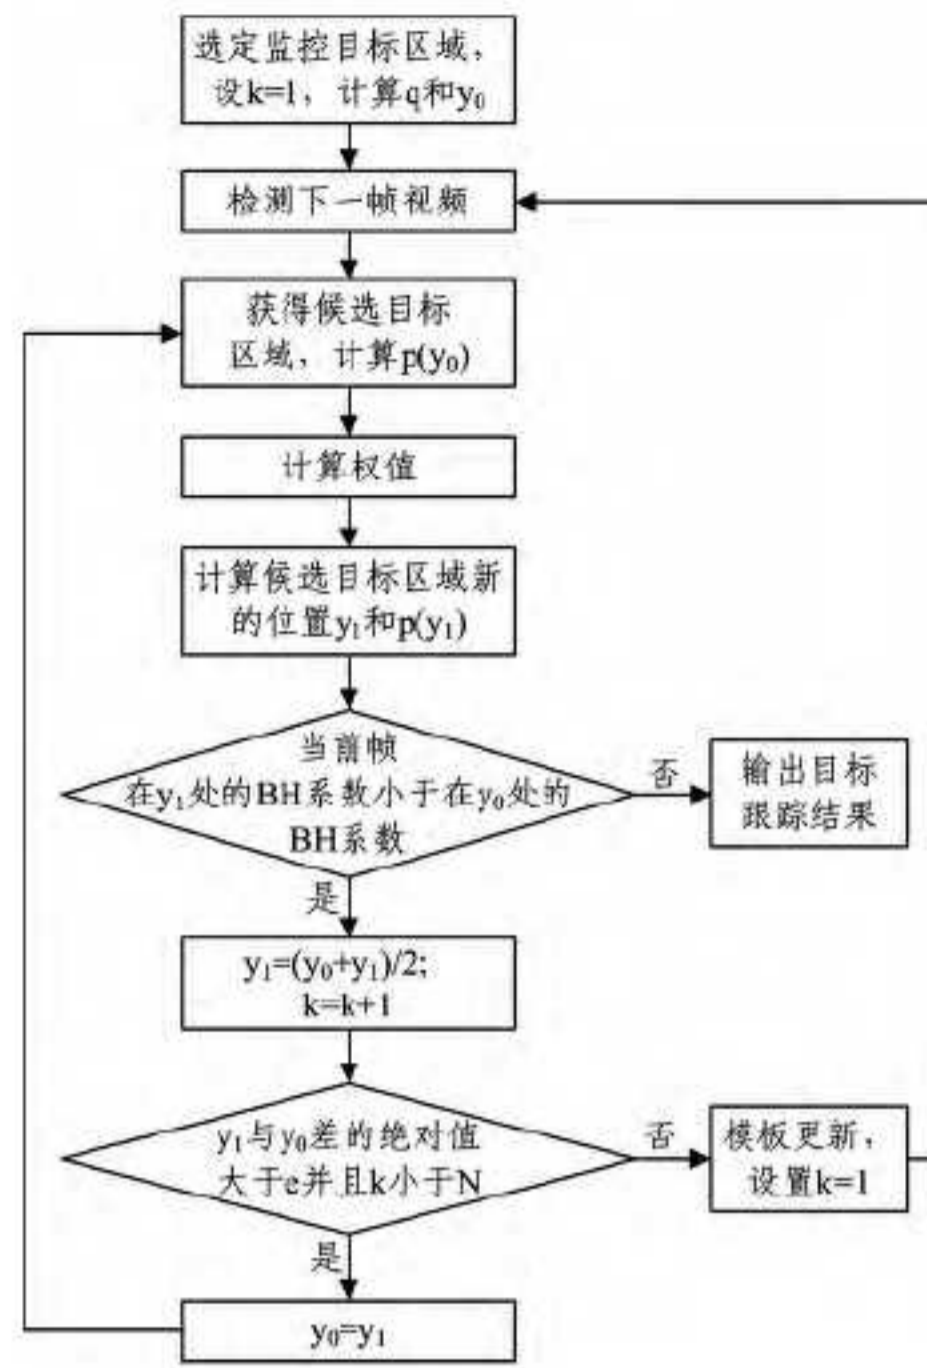 选定监控目标区域，
设k=1，计算q和y₀
检测下一帧视频
获得候选目标
区域，计算p(y₀)
计算权值
计算候选目标区域新
的位置y₁和p(y₁)
当前帧
在y₁处的BH系数小于在y₀处的
BH系数
否
输出目标
跟踪结果
是
y₁=(y₀+y₁)/2;
k=k+1
y₁与y₀差的绝对值
大于e并且k小于N
否
模板更新，
设置k=1
是
y₀=y₁